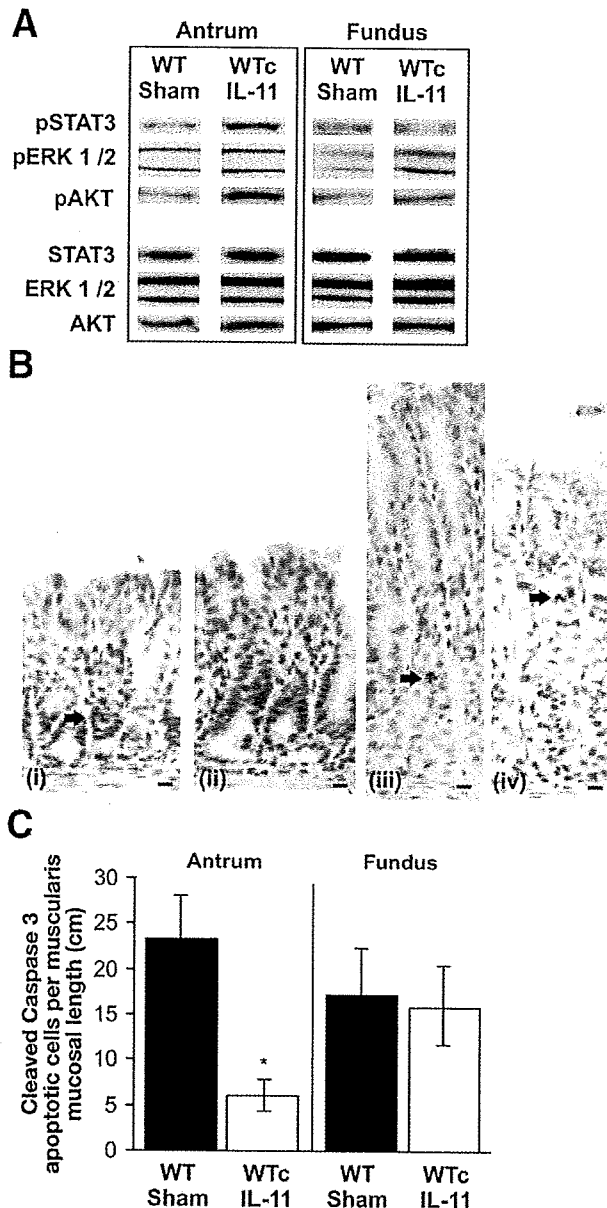 A
Antrum Fundus
WT WTc WT WTc
Sham IL-11 Sham IL-11
pSTAT3
pERK 1 /2
pAKT
STAT3
ERK 1 /2
AKT
B
(i) (ii) (iii) (iv)
C
Antrum Fundus
Cleaved Caspase 3
apoptotic cells per muscularis
mucosal length (cm)
30
25
20
15
10
5
0
*
WT WTc WT WTc
Sham IL-11 Sham IL-11